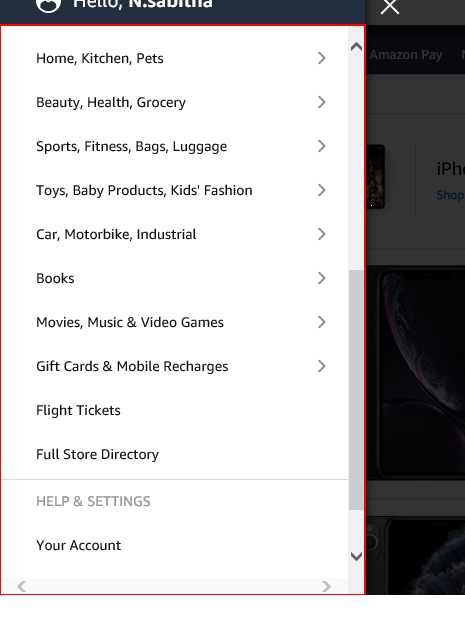 Hello, N.sabitha
Amazon Pay
Home, Kitchen, Pets
Beauty, Health, Grocery
Sports, Fitness, Bags, Luggage
Toys, Baby Products, Kids' Fashion
Car, Motorbike, Industrial
Books
Movies, Music & Video Games
Gift Cards & Mobile Recharges
Flight Tickets
Full Store Directory
HELP & SETTINGS
Your Account
Shop